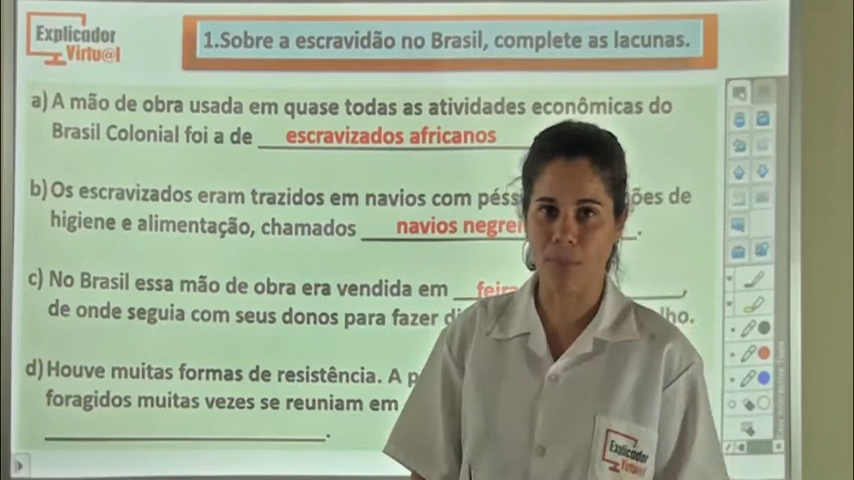 Explicador
Virtu@l
1.Sobre a escravidão no Brasil, complete as lacunas.
a) A mão de obra usada em quase todas as atividades econômicas do
Brasil Colonial foi a de escravizados africanos
b) Os escravizados eram trazidos em navios com ões de
higiene e alimentação, chamados navios .
c) No Brasil essa mão de obra era vendida em
de onde seguia com seus donos para fazer
d) Houve muitas formas de resistência. A
foragidos muitas vezes se reuniam em
.
Explicador
Virtu@l